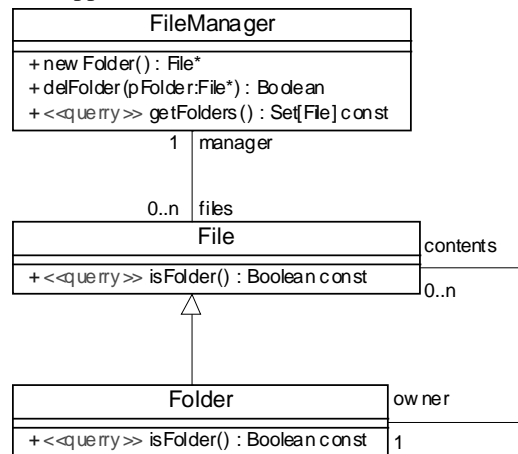 FileManager
+ new Folder() : File*
+ delFolder(pFolder:File*) : Boolean
+ <<querry>> getFolders() : Set[File] const
1 manager
0..n files
File
contents
+ <<querry>> isFolder() : Boolean const
0..n
Folder
owner
+ <<querry>> isFolder() : Boolean const
1